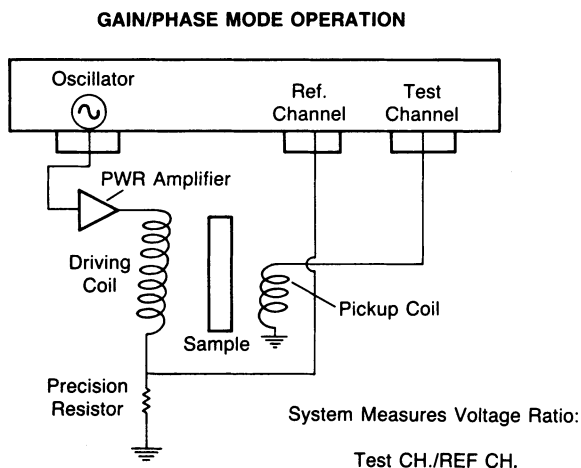 GAIN/PHASE MODE OPERATION
Oscillator
Ref.
Channel
Test
Channel
PWR Amplifier
Driving
Coil
Pickup Coil
Sample
Precision
Resistor
System Measures Voltage Ratio:
Test CH./REF CH.